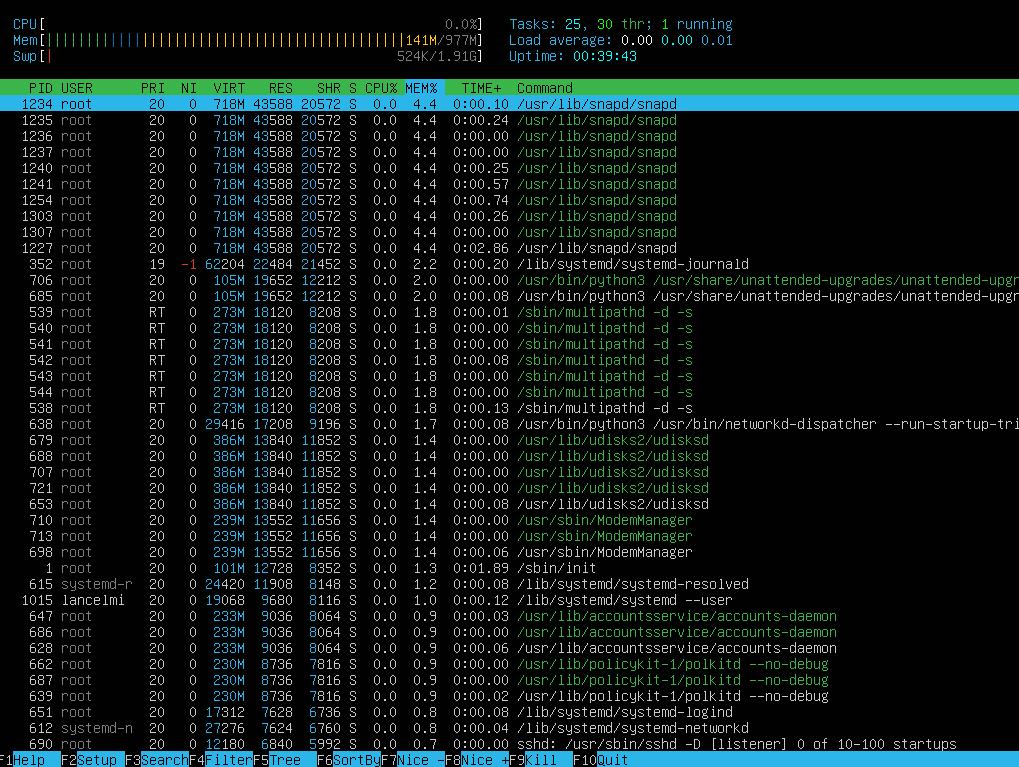 CPU[ 0.0%] Tasks: 25, 30 thr; 1 running
Mem[||||||||||||||||||||||||||||||||||||||||||||||141M/977M] Load average: 0.00 0.00 0.01
Swp[| 524K/1.91G] Uptime: 00:39:43
PID USER PRI NI VIRT RES SHR S CPU% MEM% TIME+ Command
1234 root 20 0 718M 43588 20572 S 0.0 4.4 0:00.10 /usr/lib/snapd/snapd
1235 root 20 0 718M 43588 20572 S 0.0 4.4 0:00.24 /usr/lib/snapd/snapd
1236 root 20 0 718M 43588 20572 S 0.0 4.4 0:00.00 /usr/lib/snapd/snapd
1237 root 20 0 718M 43588 20572 S 0.0 4.4 0:00.00 /usr/lib/snapd/snapd
1240 root 20 0 718M 43588 20572 S 0.0 4.4 0:00.25 /usr/lib/snapd/snapd
1241 root 20 0 718M 43588 20572 S 0.0 4.4 0:00.57 /usr/lib/snapd/snapd
1254 root 20 0 718M 43588 20572 S 0.0 4.4 0:00.74 /usr/lib/snapd/snapd
1303 root 20 0 718M 43588 20572 S 0.0 4.4 0:00.26 /usr/lib/snapd/snapd
1307 root 20 0 718M 43588 20572 S 0.0 4.4 0:00.00 /usr/lib/snapd/snapd
1227 root 20 0 718M 43588 20572 S 0.0 4.4 0:02.86 /usr/lib/snapd/snapd
352 root 19 -1 62204 22484 21452 S 0.0 2.2 0:00.20 /lib/systemd/systemd-journald
706 root 20 0 105M 19652 12212 S 0.0 2.0 0:00.00 /usr/bin/python3 /usr/share/unattended-upgrades/unattended-upgr
685 root 20 0 105M 19652 12212 S 0.0 2.0 0:00.08 /usr/bin/python3 /usr/share/unattended-upgrades/unattended-upgr
539 root RT 0 273M 18120 8208 S 0.0 1.8 0:00.01 /sbin/multipathd -d -s
540 root RT 0 273M 18120 8208 S 0.0 1.8 0:00.00 /sbin/multipathd -d -s
541 root RT 0 273M 18120 8208 S 0.0 1.8 0:00.00 /sbin/multipathd -d -s
542 root RT 0 273M 18120 8208 S 0.0 1.8 0:00.08 /sbin/multipathd -d -s
543 root RT 0 273M 18120 8208 S 0.0 1.8 0:00.00 /sbin/multipathd -d -s
544 root RT 0 273M 18120 8208 S 0.0 1.8 0:00.00 /sbin/multipathd -d -s
538 root RT 0 273M 18120 8208 S 0.0 1.8 0:00.13 /sbin/multipathd -d -s
638 root 20 0 29416 17208 9196 S 0.0 1.7 0:00.08 /usr/bin/python3 /usr/bin/networkd-dispatcher --run-startup-tri
679 root 20 0 386M 13840 11852 S 0.0 1.4 0:00.00 /usr/lib/udisks2/udisksd
688 root 20 0 386M 13840 11852 S 0.0 1.4 0:00.00 /usr/lib/udisks2/udisksd
707 root 20 0 386M 13840 11852 S 0.0 1.4 0:00.00 /usr/lib/udisks2/udisksd
721 root 20 0 386M 13840 11852 S 0.0 1.4 0:00.00 /usr/lib/udisks2/udisksd
653 root 20 0 386M 13840 11852 S 0.0 1.4 0:00.08 /usr/lib/udisks2/udisksd
710 root 20 0 239M 13552 11656 S 0.0 1.4 0:00.00 /usr/sbin/ModemManager
713 root 20 0 239M 13552 11656 S 0.0 1.4 0:00.00 /usr/sbin/ModemManager
698 root 20 0 239M 13552 11656 S 0.0 1.4 0:00.06 /usr/sbin/ModemManager
1 root 20 0 101M 12728 8352 S 0.0 1.3 0:01.89 /sbin/init
615 systemd-r 20 0 24420 11908 8148 S 0.0 1.2 0:00.08 /lib/systemd/systemd-resolved
1015 lancelmi 20 0 19068 9680 8116 S 0.0 1.0 0:00.12 /lib/systemd/systemd --user
647 root 20 0 233M 9036 8064 S 0.0 0.9 0:00.03 /usr/lib/accountsservice/accounts-daemon
686 root 20 0 233M 9036 8064 S 0.0 0.9 0:00.00 /usr/lib/accountsservice/accounts-daemon
628 root 20 0 233M 9036 8064 S 0.0 0.9 0:00.06 /usr/lib/accountsservice/accounts-daemon
662 root 20 0 230M 8736 7816 S 0.0 0.9 0:00.00 /usr/lib/policykit-1/polkitd --no-debug
687 root 20 0 230M 8736 7816 S 0.0 0.9 0:00.00 /usr/lib/policykit-1/polkitd --no-debug
639 root 20 0 230M 8736 7816 S 0.0 0.9 0:00.02 /usr/lib/policykit-1/polkitd --no-debug
651 root 20 0 17312 7628 6736 S 0.0 0.8 0:00.08 /lib/systemd/systemd-logind
612 systemd-n 20 0 27276 7624 6760 S 0.0 0.8 0:00.04 /lib/systemd/systemd-networkd
690 root 20 0 12180 6840 5992 S 0.0 0.7 0:00.00 sshd: /usr/sbin/sshd -D [listener] 0 of 10-100 startups
F1Help F2Setup F3SearchF4FilterF5Tree F6SortByF7Nice -F8Nice +F9Kill F10Quit